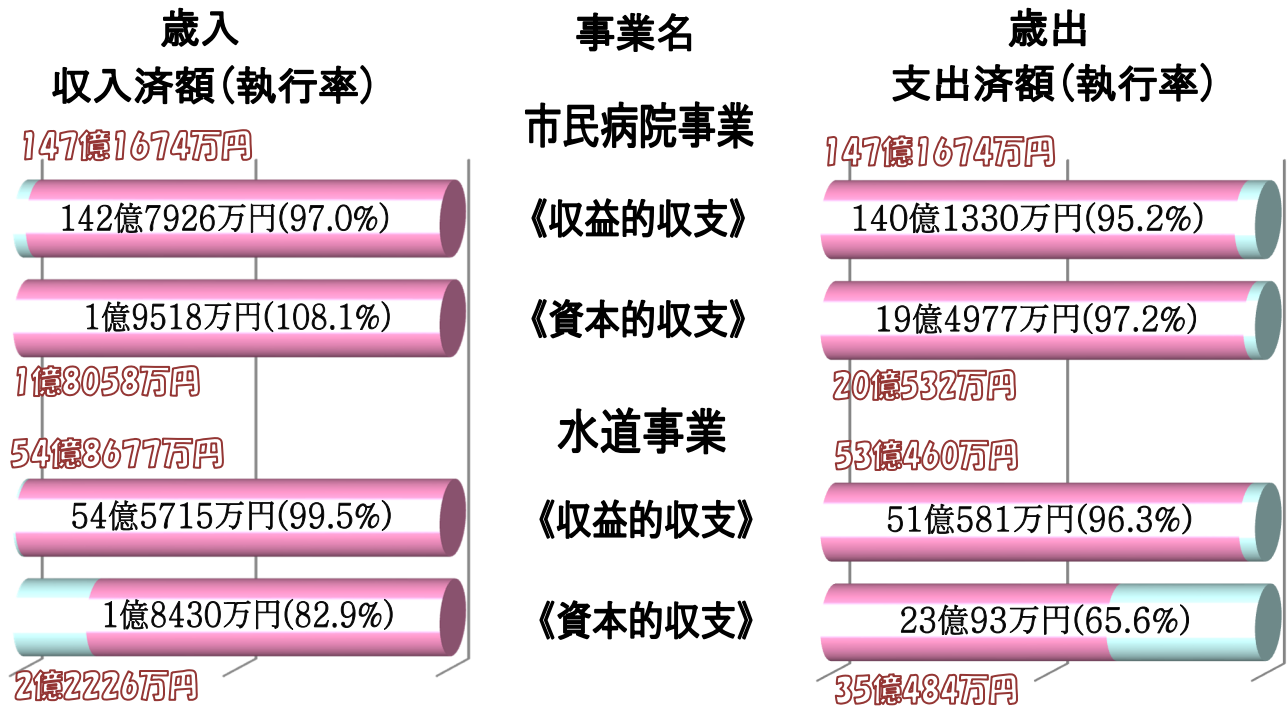 歳入
収入済額(執行率)
事業名
歳出
支出済額(執行率)
市民病院事業
147億1674万円
147億1674万円
142億7926万円(97.0%)
《収益的収支》
140億1330万円(95.2%)
1億9518万円(108.1%)
《資本的収支》
19億4977万円(97.2%)
1億8058万円
20億532万円
水道事業
54億8677万円
53億460万円
54億5715万円(99.5%)
《収益的収支》
51億581万円(96.3%)
1億8430万円(82.9%)
《資本的収支》
23億93万円(65.6%)
2億2226万円
35億484万円